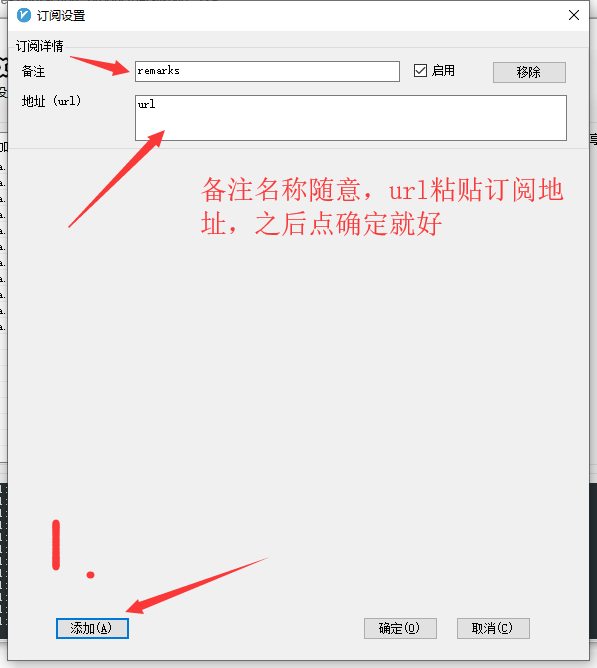 订阅设置
订阅详情
备注 remarks 启用 移除
地址 (url) url
备注名称随意，url粘贴订阅地
址，之后点确定就好
1.
添加(A) 确定(O) 取消(C)